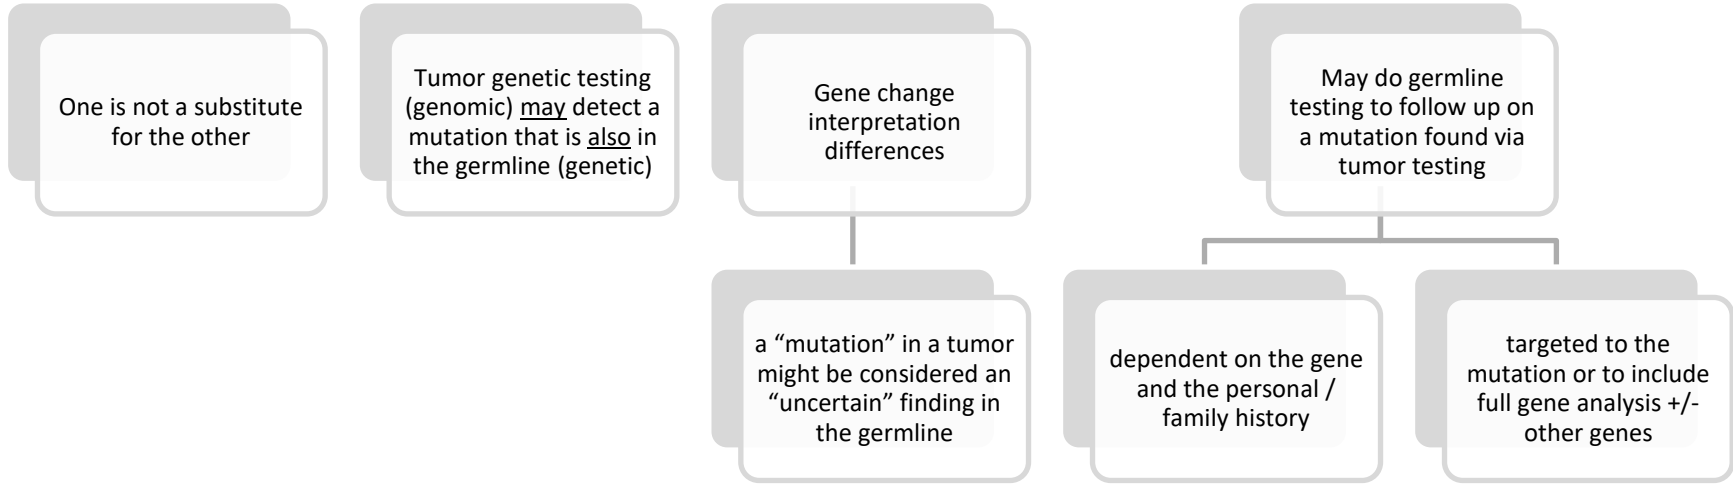 One is not a substitute
for the other
Tumor genetic testing
(genomic) may detect a
mutation that is also in
the germline (genetic)
Gene change
interpretation
differences
May do germline
testing to follow up on
a mutation found via
tumor testing
a “mutation” in a tumor
might be considered an
“uncertain” finding in
the germline
dependent on the gene
and the personal /
family history
targeted to the
mutation or to include
full gene analysis +/-
other genes